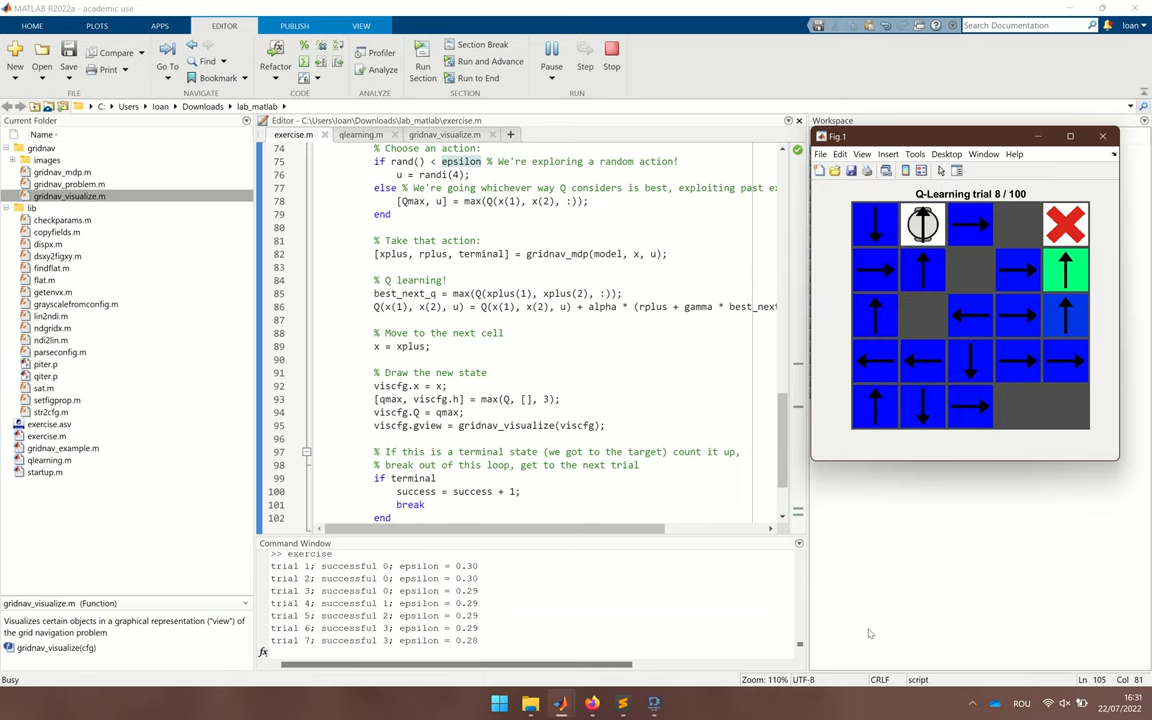 MATLAB R2022a - academic use
HOME PLOTS APPS EDITOR PUBLISH VIEW
Search Documentation
Ioan
New
Open
Save
Compare
Print
Go To
Find
Bookmark
Refactor
Profiler
Analyze
Run Section
Section Break
Run and Advance
Run to End
Pause
Step
Stop
FILE NAVIGATE CODE ANALYZE SECTION RUN
C: Users Ioan Downloads lab_matlab
Current Folder
Name
gridnav
images
gridnav_mdp.m
gridnav_problem.m
gridnav_visualize.m
lib
checkparams.m
copyfields.m
dispx.m
dsxy2figxy.m
findflat.m
flat.m
getenvx.m
grayscalefromconfig.m
lin2ndi.m
ndgridx.m
ndi2lin.m
parseconfig.m
piter.p
qiter.p
sat.m
setfigprop.m
str2cfg.m
exercise.asv
exercise.m
gridnav_example.m
qlearning.m
startup.m
gridnav_visualize.m (Function)
Visualizes certain objects in a graphical representation ("view") of
the grid navigation problem
gridnav_visualize(cfg)
Editor - C:\Users\Ioan\Downloads\lab_matlab\exercise.m
exercise.m qlearning.m gridnav_visualize.m
74 % Choose an action:
75 if rand() < epsilon % We're exploring a random action!
76 u = randi(4);
77 else % We're going whichever way Q considers is best, exploiting past ex
78 [Qmax, u] = max(Q(x(1), x(2), :));
79 end
80
81 % Take that action:
82 [xplus, rplus, terminal] = gridnav_mdp(model, x, u);
83
84 % Q learning!
85 best_next_q = max(Q(xplus(1), xplus(2), :));
86 Q(x(1), x(2), u) = Q(x(1), x(2), u) + alpha * (rplus + gamma * best_next
87
88 % Move to the next cell
89 x = xplus;
90
91 % Draw the new state
92 viscfg.x = x;
93 [qmax, viscfg.h] = max(Q, [], 3);
94 viscfg.Q = qmax;
95 viscfg.gview = gridnav_visualize(viscfg);
96
97 % If this is a terminal state (we got to the target) count it up,
98 % break out of this loop, get to the next trial
99 if terminal
100 success = success + 1;
101 break
102 end
Command Window
>> exercise
trial 1; successful 0; epsilon = 0.30
trial 2; successful 0; epsilon = 0.30
trial 3; successful 0; epsilon = 0.29
trial 4; successful 1; epsilon = 0.29
trial 5; successful 2; epsilon = 0.29
trial 6; successful 3; epsilon = 0.29
trial 7; successful 3; epsilon = 0.28
fx
Workspace
Fig.1
File Edit View Insert Tools Desktop Window Help
Q-Learning trial 8 / 100
Busy
Zoom: 110% UTF-8 CRLF script Ln 105 Col 81
ROU
16:31
22/07/2022